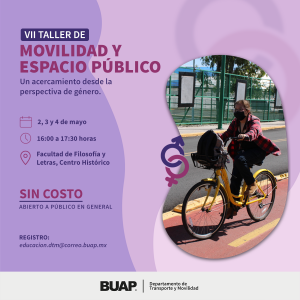 VII TALLER DE
MOVILIDAD Y
ESPACIO PÚBLICO
Un acercamiento desde la
perspectiva de género.
2, 3 y 4 de mayo
16:00 a 17:30 horas
Facultad de Filosofía y
Letras, Centro Histórico
SIN COSTO
ABIERTO A PÚBLICO EN GENERAL
REGISTRO:
educacion.dtm@correo.buap.mx
BUAP
Departamento de
Transporte y Movilidad